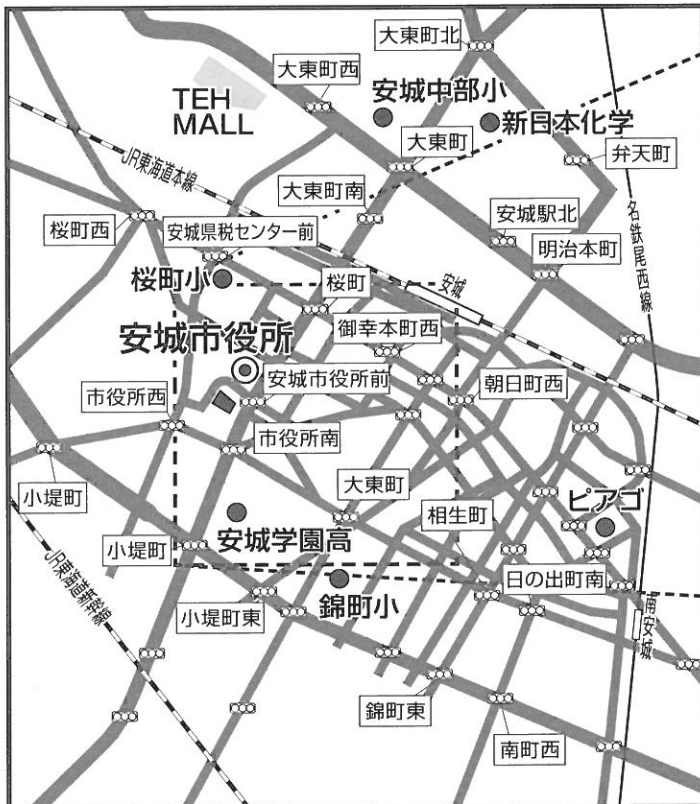 大東町北
大東町西
TEH
MALL
安城中部小
新日本化学
大東町
弁天町
JR東海道本線
大東町南
安城駅北
名鉄尾西線
桜町西
安城県税センター前
明治本町
桜町小
桜町
安城
御幸本町西
安城市役所
安城市役所前
朝日町西
市役所西
市役所南
小堤町
大東町
ピアゴ
相生町
小堤町
安城学園高
日の出町南
JR東海道新幹線
錦町小
小堤町東
南安城
錦町東
南町西